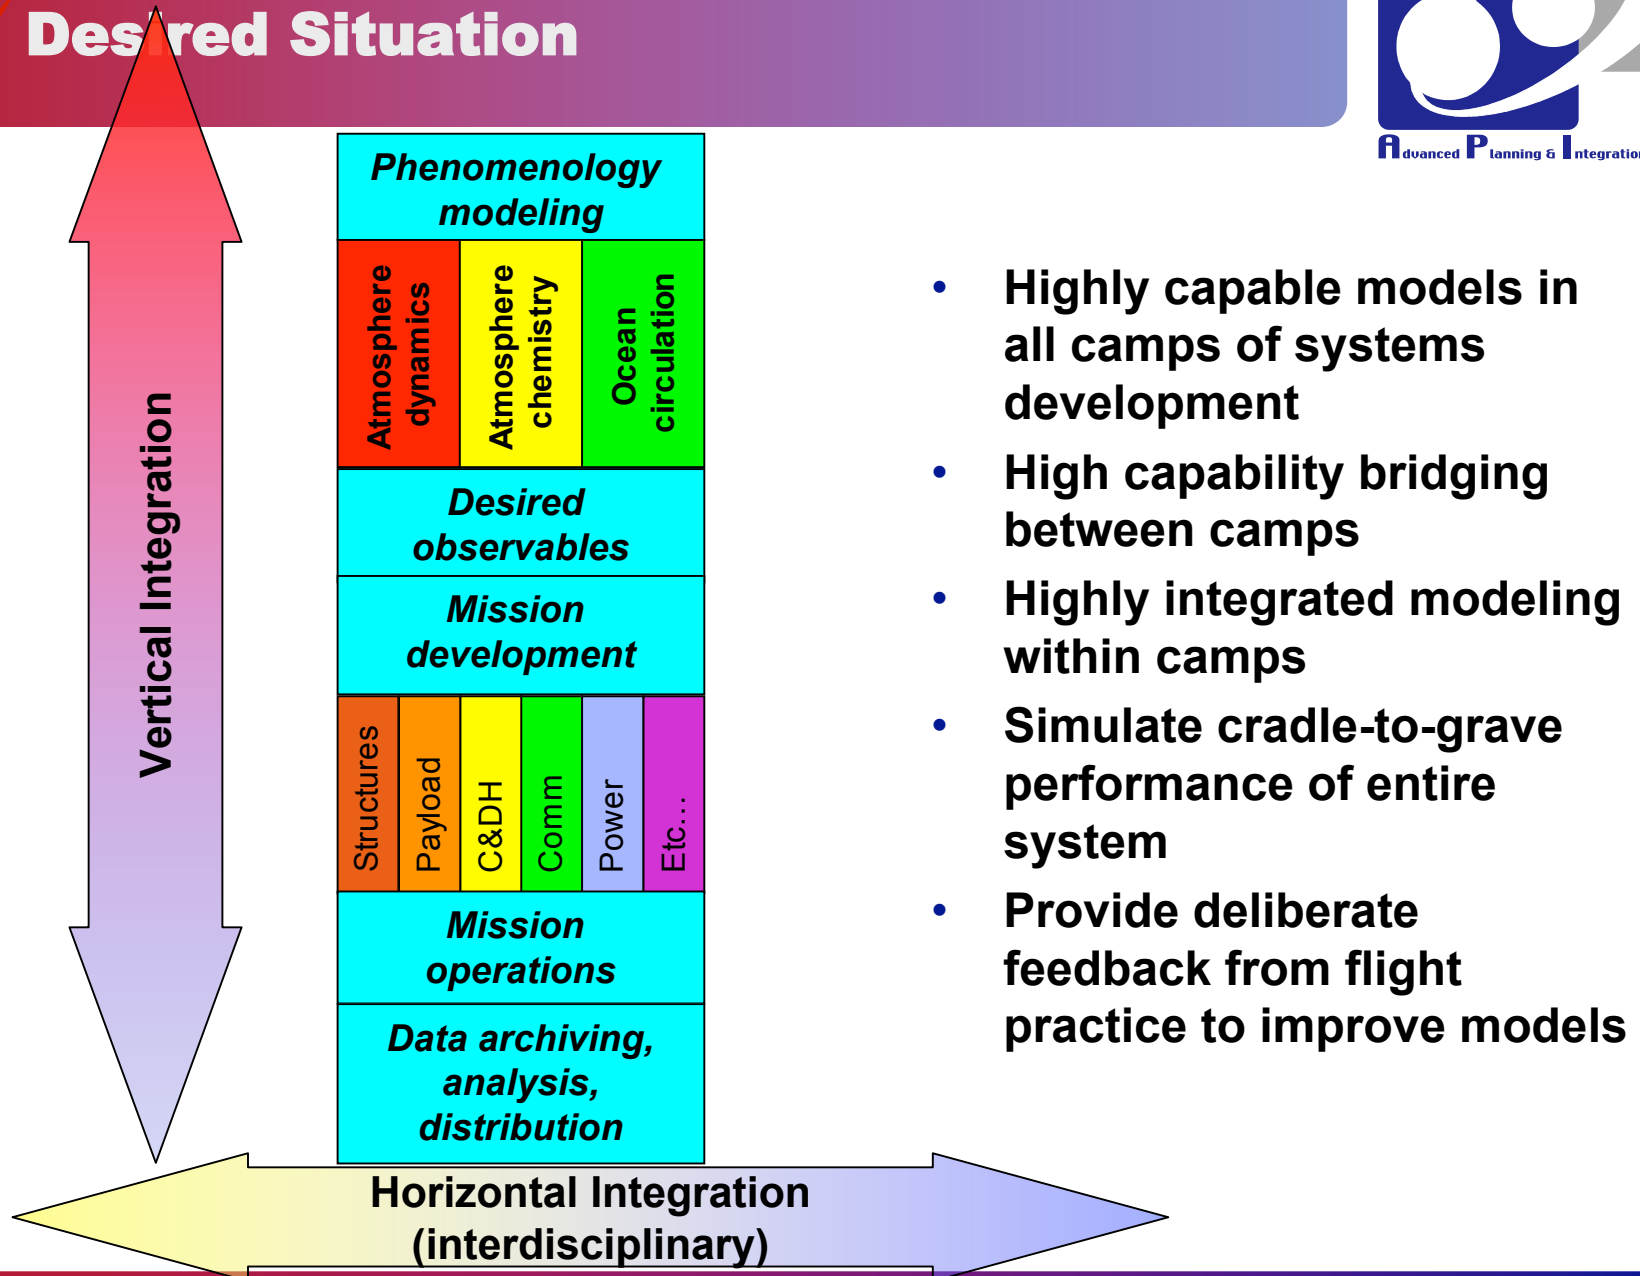 Desired Situation
Advanced Planning & Integration
Vertical Integration
Phenomenology
modeling
Atmosphere
dynamics
Atmosphere
chemistry
Ocean
circulation
Desired
observables
Mission
development
Structures
Payload
C&DH
Comm
Power
Etc...
Mission
operations
Data archiving,
analysis,
distribution
Horizontal Integration
(interdisciplinary)
• Highly capable models in
all camps of systems
development
• High capability bridging
between camps
• Highly integrated modeling
within camps
• Simulate cradle-to-grave
performance of entire
system
• Provide deliberate
feedback from flight
practice to improve models